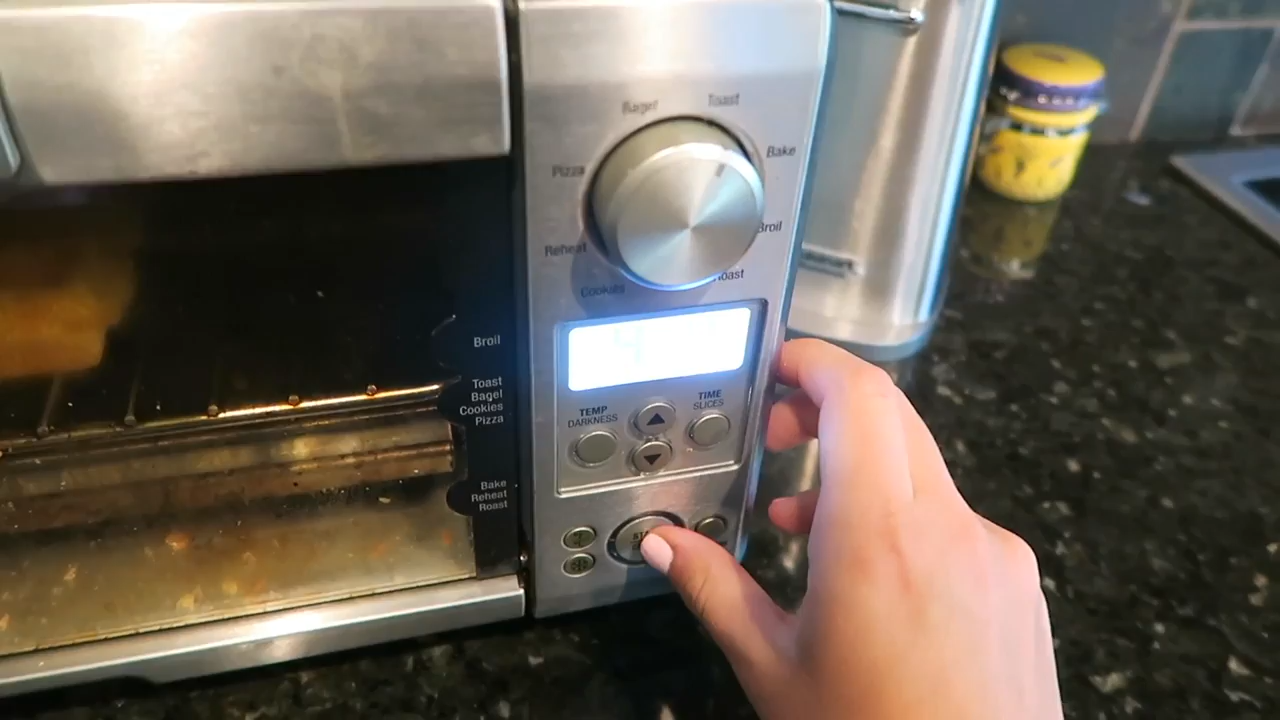 Bagel
Toast
Bake
Pizza
Broil
Reheat
Roast
Cookies
Broil
Toast
Bagel
Cookies
Pizza
TEMP
DARKNESS
TIME
SLICES
Bake
Reheat
Roast